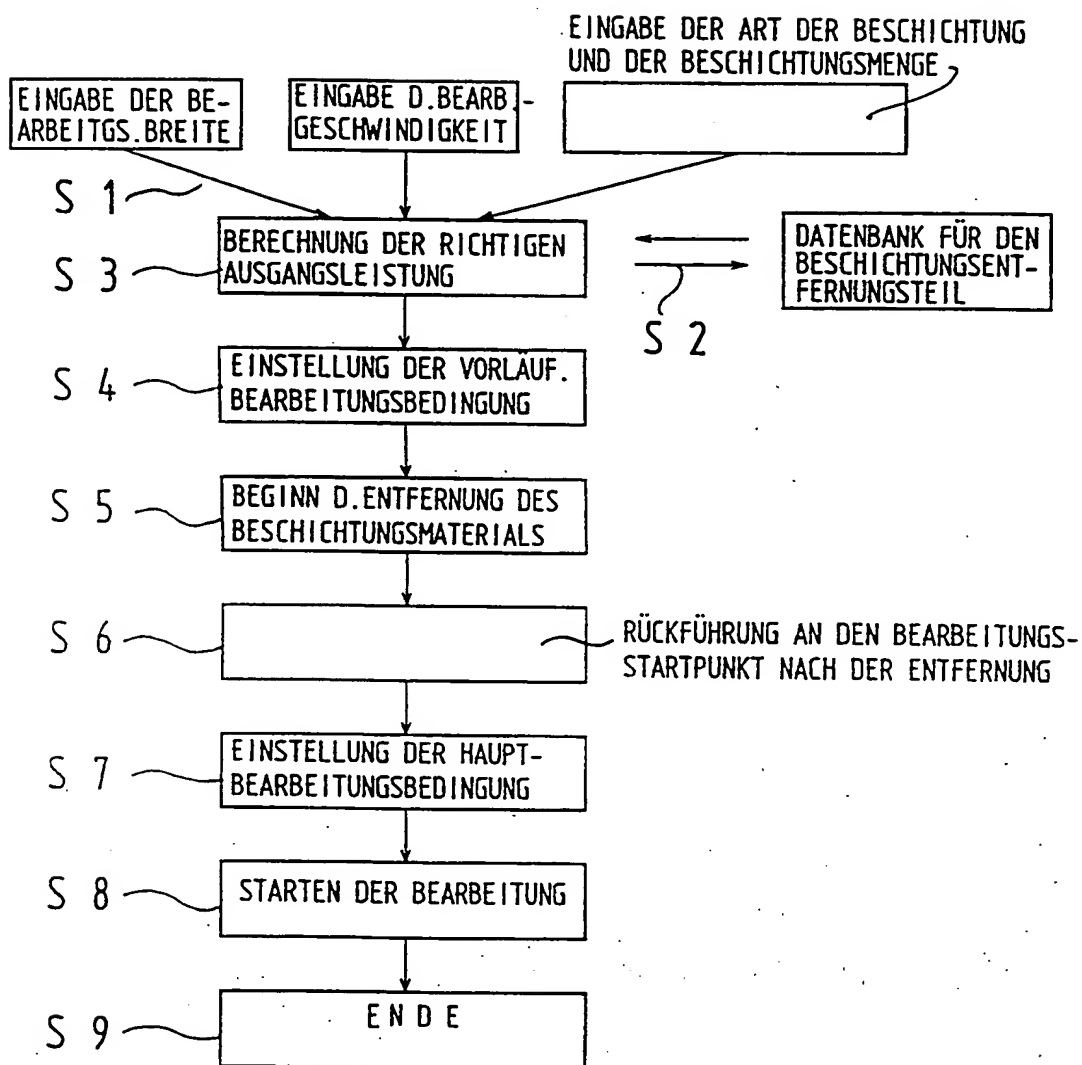 EINGABE DER ART DER BESCHICHTUNG
UND DER BESCHICHTUNGSMENGE
EINGABE DER BE-
ARBEITGS.BREITE
EINGABE D.BEARB.-
GESCHWINDIGKEIT
S 1
BERECHNUNG DER RICHTIGEN
AUSGANGSLEISTUNG
S 3
DATENBANK FÜR DEN
BESCHICHTUNGSENT-
FERNUNGSTEIL
S 2
EINSTELLUNG DER VORLÄUF.
BEARBEITUNGSBEDINGUNG
S 4
BEGINN D.ENTFERNUNG DES
BESCHICHTUNGSMATERIALS
S 5
S 6
RÜCKFÜHRUNG AN DEN BEARBEITUNGS-
STARTPUNKT NACH DER ENTFERNUNG
EINSTELLUNG DER HAUPT-
BEARBEITUNGSBEDINGUNG
S 7
STARTEN DER BEARBEITUNG
S 8
ENDE
S 9